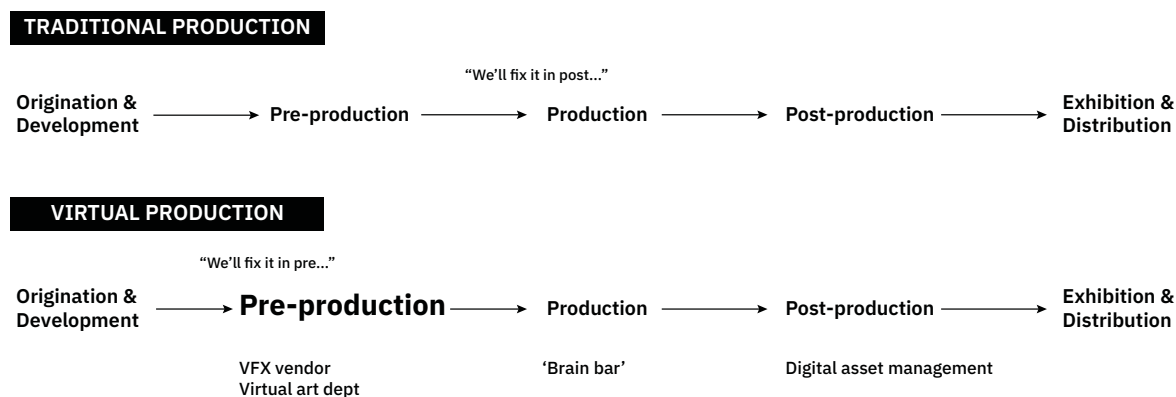 TRADITIONAL PRODUCTION
“We’ll fix it in post...”
Origination &
Development
Pre-production
Production
Post-production
Exhibition &
Distribution
VIRTUAL PRODUCTION
“We’ll fix it in pre...”
Origination &
Development
Pre-production
Production
Post-production
Exhibition &
Distribution
VFX vendor
Virtual art dept
‘Brain bar’
Digital asset management